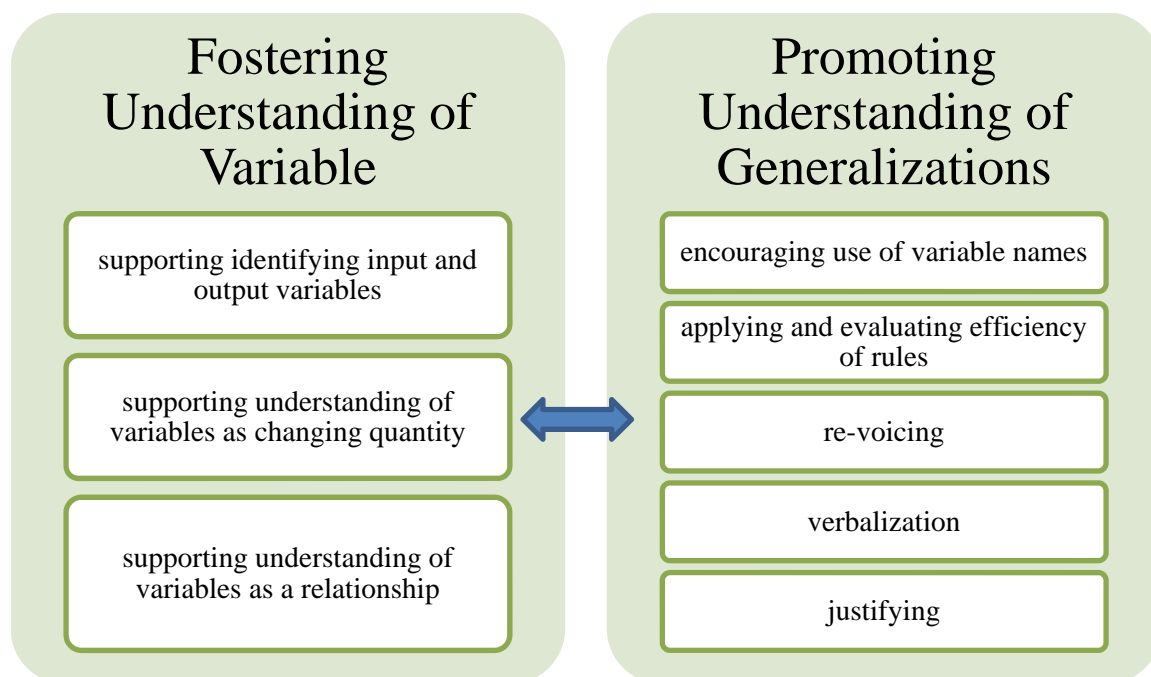 Fostering
Understanding of
Variable
supporting identifying input and
output variables
supporting understanding of
variables as changing quantity
supporting understanding of
variables as a relationship
Promoting
Understanding of
Generalizations
encouraging use of variable names
applying and evaluating efficiency
of rules
re-voicing
verbalization
justifying